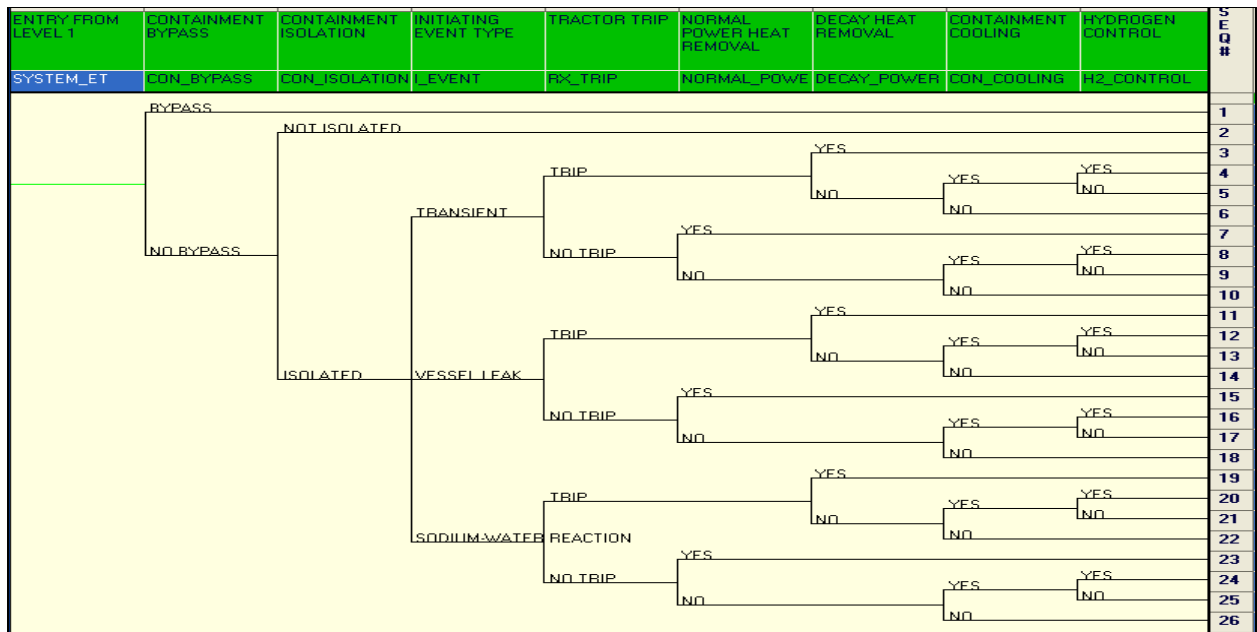 ENTRY FROM LEVEL 1
CONTAINMENT BYPASS
CONTAINMENT ISOLATION
INITIATING EVENT TYPE
TRACTOR TRIP
NORMAL POWER HEAT REMOVAL
DECAY HEAT REMOVAL
CONTAINMENT COOLING
HYDROGEN CONTROL
SEQ#
SYSTEM_ET
CON_BYPASS
CON_ISOLATION
I_EVENT
RX_TRIP
NORMAL_POWE
DECAY_POWER
CON_COOLING
H2_CONTROL
BYPASS
1
NOT ISOLATED
2
YES
3
TRIP
YES
YES
4
NO
NO
5
TRANSIENT
NO
6
YES
7
NO BYPASS
NO TRIP
YES
YES
8
NO
NO
9
NO
10
YES
11
TRIP
YES
YES
12
NO
NO
13
ISOLATED
VESSEL LEAK
NO
14
YES
15
NO TRIP
YES
YES
16
NO
NO
17
NO
18
YES
19
TRIP
YES
YES
20
NO
NO
21
SODIUM-WATER REACTION
NO
22
YES
23
NO TRIP
YES
YES
24
NO
NO
25
NO
26